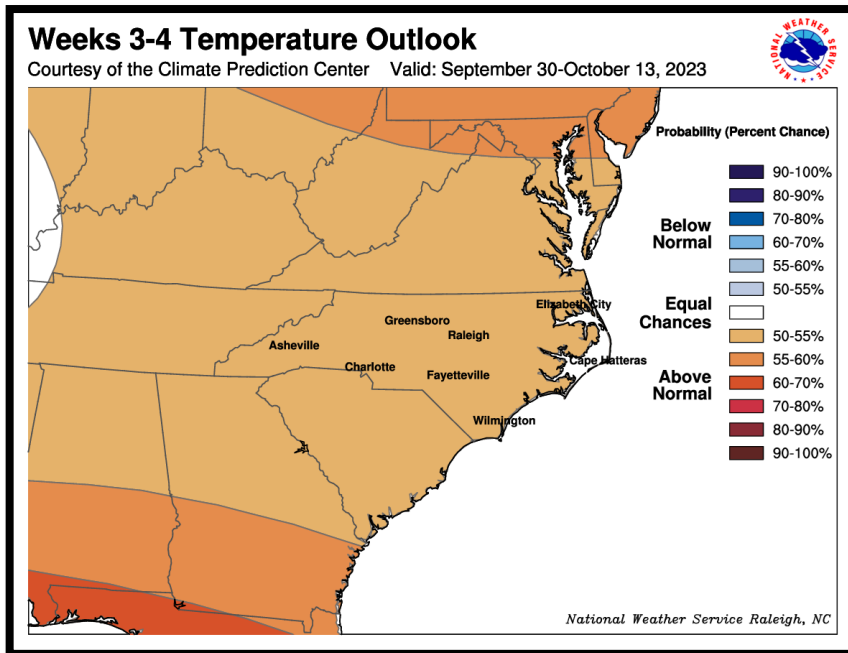 Weeks 3-4 Temperature Outlook
Courtesy of the Climate Prediction Center Valid: September 30-October 13, 2023
NATIONAL WEATHER SERVICE
Probability (Percent Chance)
Below
Normal
90-100%
80-90%
70-80%
60-70%
55-60%
50-55%
Equal
Chances
Above
Normal
50-55%
55-60%
60-70%
70-80%
80-90%
90-100%
Elizabeth City
Greensboro
Raleigh
Asheville
Cape Hatteras
Charlotte
Fayetteville
Wilmington
National Weather Service Raleigh, NC